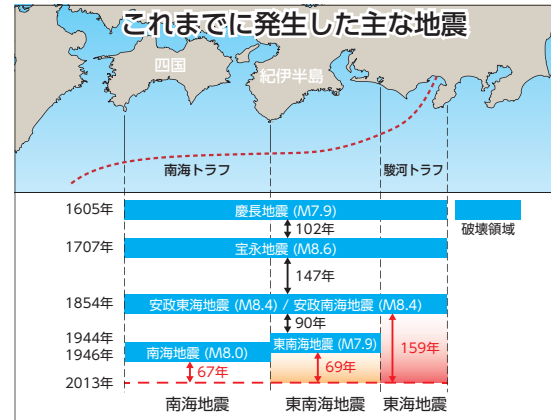 これまでに発生した主な地震
四国
紀伊半島
南海トラフ
駿河トラフ
1605年
慶長地震 (M7.9)
破壊領域
102年
1707年
宝永地震 (M8.6)
147年
1854年
安政東海地震 (M8.4) / 安政南海地震 (M8.4)
90年
1944年
東南海地震 (M7.9)
159年
1946年
南海地震 (M8.0)
67年
69年
2013年
南海地震
東南海地震
東海地震